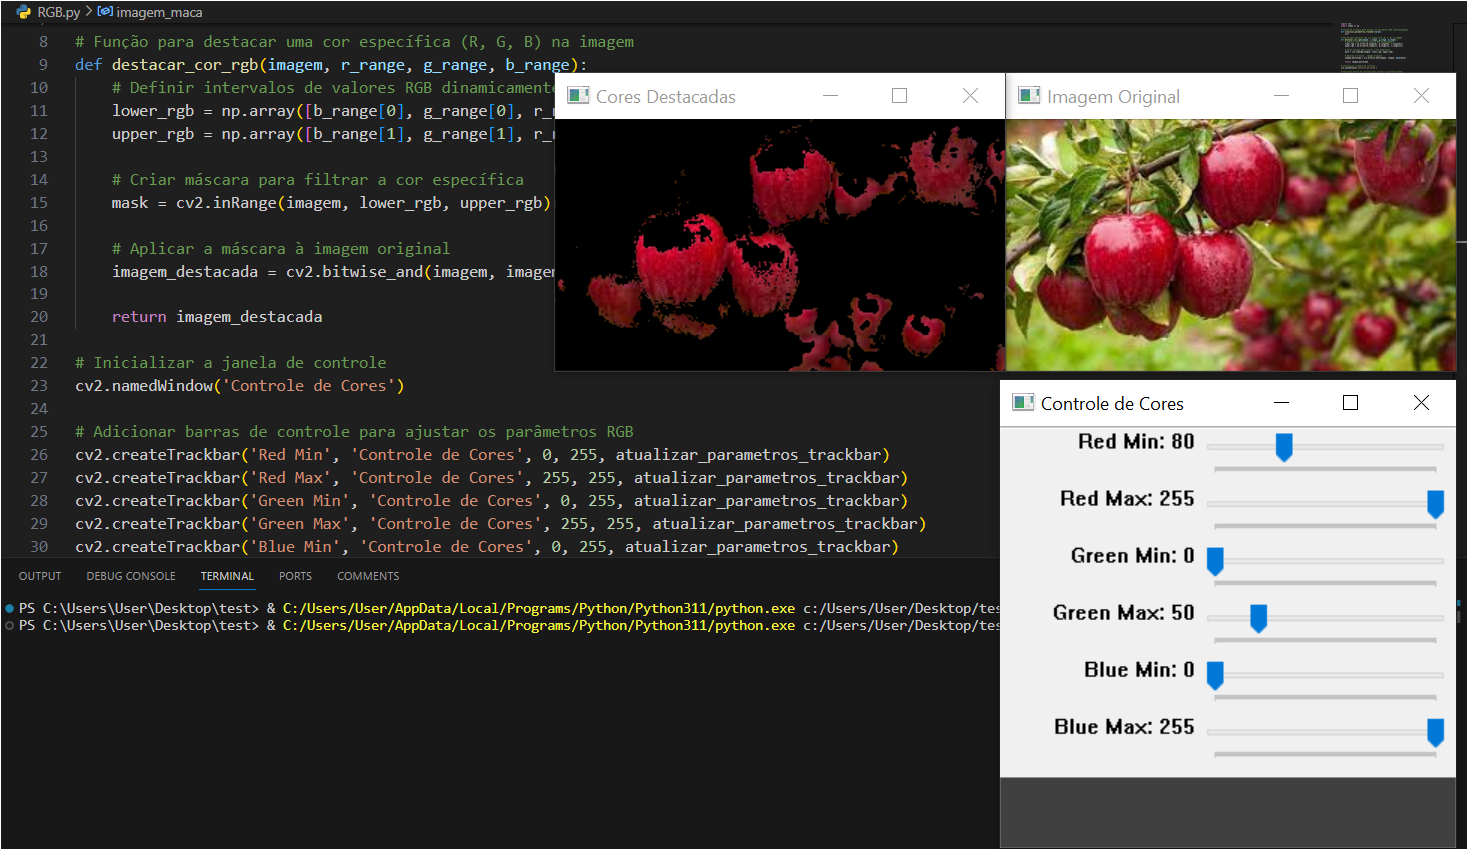 RGB.py > imagem_maca
8 # Função para destacar uma cor específica (R, G, B) na imagem
9 def destacar_cor_rgb(imagem, r_range, g_range, b_range):
10 # Definir intervalos de valores RGB dinamicamente
11 lower_rgb = np.array([b_range[0], g_range[0], r_
12 upper_rgb = np.array([b_range[1], g_range[1], r_
13
14 # Criar máscara para filtrar a cor específica
15 mask = cv2.inRange(imagem, lower_rgb, upper_rgb)
16
17 # Aplicar a máscara à imagem original
18 imagem_destacada = cv2.bitwise_and(imagem, image
19
20 return imagem_destacada
21
22 # Inicializar a janela de controle
23 cv2.namedWindow('Controle de Cores')
24
25 # Adicionar barras de controle para ajustar os parâmetros RGB
26 cv2.createTrackbar('Red Min', 'Controle de Cores', 0, 255, atualizar_parametros_trackbar)
27 cv2.createTrackbar('Red Max', 'Controle de Cores', 255, 255, atualizar_parametros_trackbar)
28 cv2.createTrackbar('Green Min', 'Controle de Cores', 0, 255, atualizar_parametros_trackbar)
29 cv2.createTrackbar('Green Max', 'Controle de Cores', 255, 255, atualizar_parametros_trackbar)
30 cv2.createTrackbar('Blue Min', 'Controle de Cores', 0, 255, atualizar_parametros_trackbar)
Cores Destacadas
Imagem Original
Controle de Cores
Red Min: 80
Red Max: 255
Green Min: 0
Green Max: 50
Blue Min: 0
Blue Max: 255
OUTPUT DEBUG CONSOLE TERMINAL PORTS COMMENTS
PS C:\Users\User\Desktop\test> & C:/Users/User/AppData/Local/Programs/Python/Python311/python.exe c:/Users/User/Desktop/tes
PS C:\Users\User\Desktop\test> & C:/Users/User/AppData/Local/Programs/Python/Python311/python.exe c:/Users/User/Desktop/tes